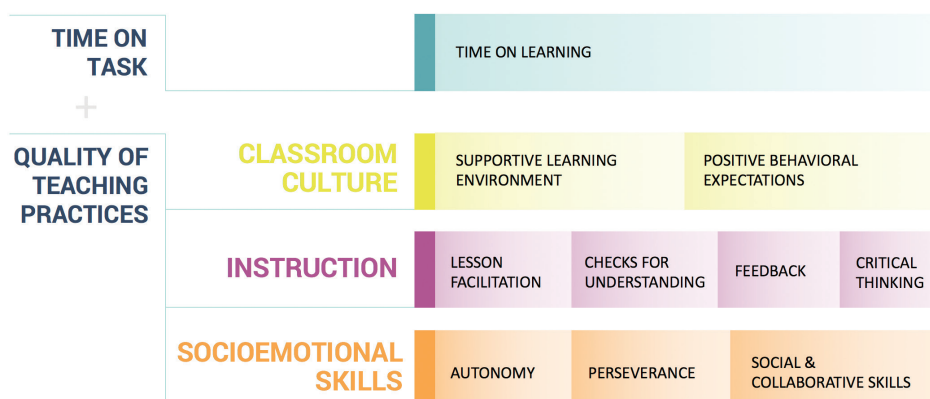 TIME ON
TASK
TIME ON LEARNING
+
QUALITY OF
TEACHING
PRACTICES
CLASSROOM
CULTURE
SUPPORTIVE LEARNING
ENVIRONMENT
POSITIVE BEHAVIORAL
EXPECTATIONS
INSTRUCTION
LESSON
FACILITATION
CHECKS FOR
UNDERSTANDING
FEEDBACK
CRITICAL
THINKING
SOCIOEMOTIONAL
SKILLS
AUTONOMY
PERSEVERANCE
SOCIAL &
COLLABORATIVE SKILLS